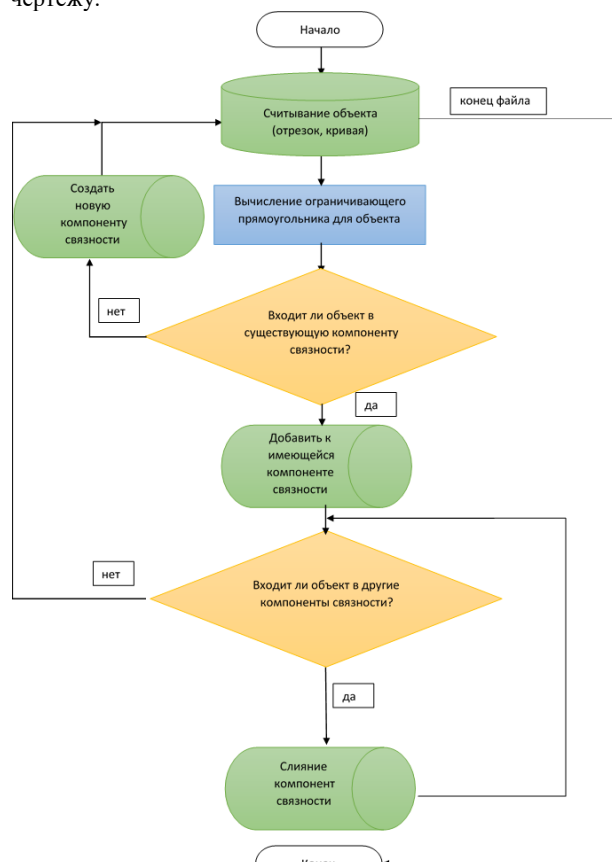 чертежу.
Начало
Считывание объекта
(отрезок, кривая)
конец файла
Создать
новую
компоненту
связности
Вычисление ограничивающего
прямоугольника для объекта
нет
Входит ли объект в
существующую компоненту
связности?
да
Добавить к
имеющейся
компоненте
связности
нет
Входит ли объект в другие
компоненты связности?
да
Слияние
компонент
связности